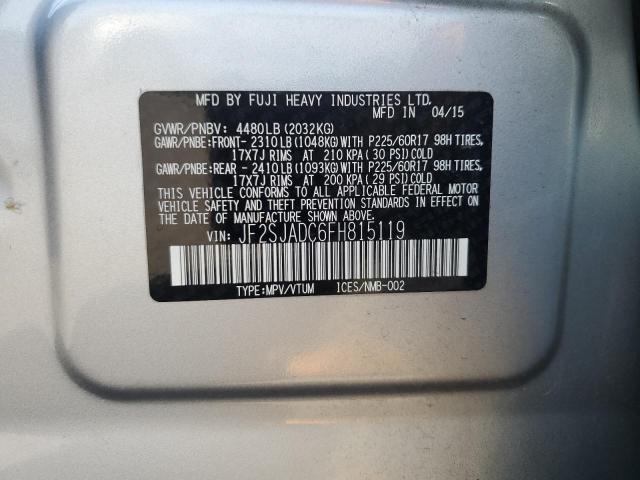 MFD BY FUJI HEAVY INDUSTRIES LTD.
MFD IN 04/15
GVWR/PNBV: 4480LB (2032KG)
GAWR/PNBE:FRONT- 2310LB (1048KG) WITH P225/60R17 98H TIRES,
17X7J RIMS AT 210 KPA (30 PSI) COLD
GAWR/PNBE:REAR - 2410LB (1093KG) WITH P225/60R17 98H TIRES,
17X7J RIMS AT 200 KPA (29 PSI) COLD
THIS VEHICLE CONFORMS TO ALL APPLICABLE FEDERAL MOTOR
VEHICLE SAFETY AND THEFT PREVENTION STANDARDS IN EFFECT ON
THE DATE OF MANUFACTURE SHOWN ABOVE.
VIN: JF2SJADC6FH815119
TYPE:MPV/VTUM ICES/NMB-002